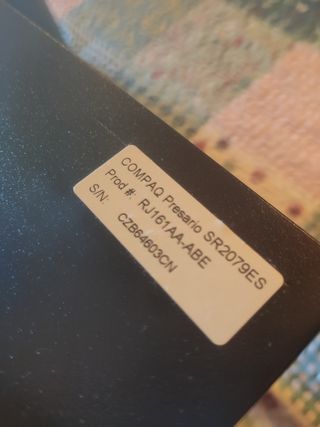 COMPAQ Presario SR2079ES
Prod #: RJ161AA-ABE
S/N: CZB64603CN